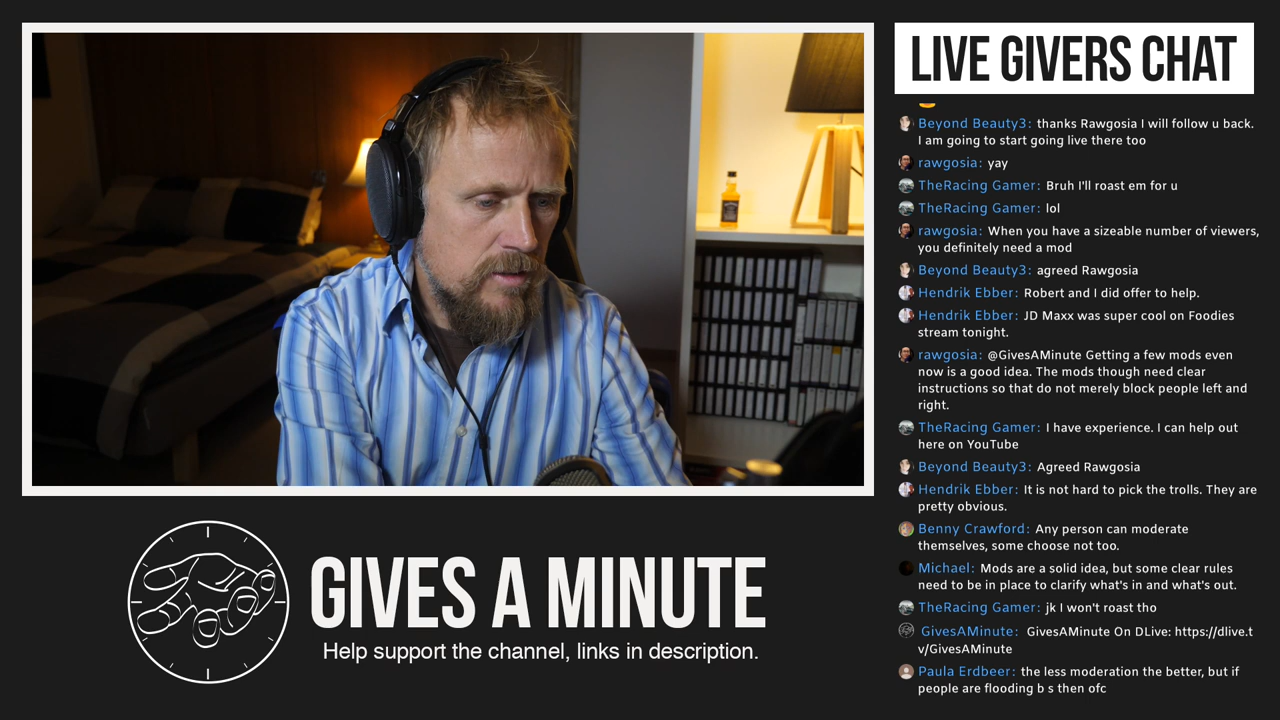 LIVE GIVERS CHAT
Beyond Beauty3: thanks Rawgosia I will follow u back.
I am going to start going live there too
rawgosia: yay
TheRacing Gamer: Bruh I'll roast em for u
TheRacing Gamer: lol
rawgosia: When you have a sizeable number of viewers,
you definitely need a mod
Beyond Beauty3: agreed Rawgosia
Hendrik Ebber: Robert and I did offer to help.
Hendrik Ebber: JD Maxx was super cool on Foodies
stream tonight.
rawgosia: @GivesAMinute Getting a few mods even
now is a good idea. The mods though need clear
instructions so that do not merely block people left and
right.
TheRacing Gamer: I have experience. I can help out
here on YouTube
Beyond Beauty3: Agreed Rawgosia
Hendrik Ebber: It is not hard to pick the trolls. They are
pretty obvious.
Benny Crawford: Any person can moderate
themselves, some choose not too.
Michael: Mods are a solid idea, but some clear rules
need to be in place to clarify what's in and what's out.
TheRacing Gamer: jk I won't roast tho
GivesAMinute: GivesAMinute On DLive: https://dlive.t
v/GivesAMinute
Paula Erdbeer: the less moderation the better, but if
people are flooding b s then ofc
GIVES A MINUTE
Help support the channel, links in description.